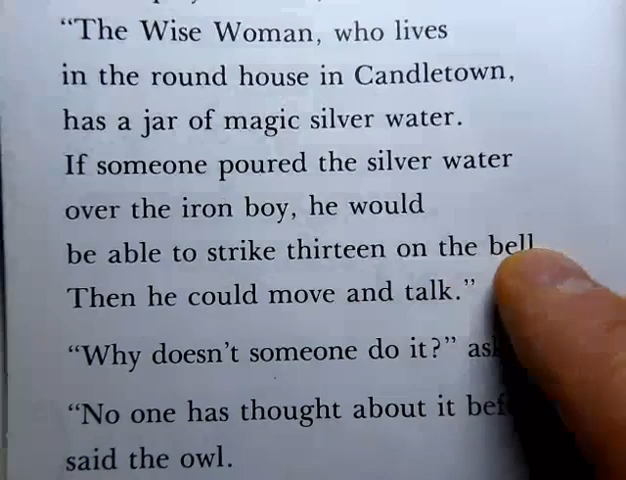 "The Wise Woman, who lives
in the round house in Candletown,
has a jar of magic silver water.
If someone poured the silver water
over the iron boy, he would
be able to strike thirteen on the bell
Then he could move and talk."
"Why doesn't someone do it?"
"No one has thought about it
said the owl.